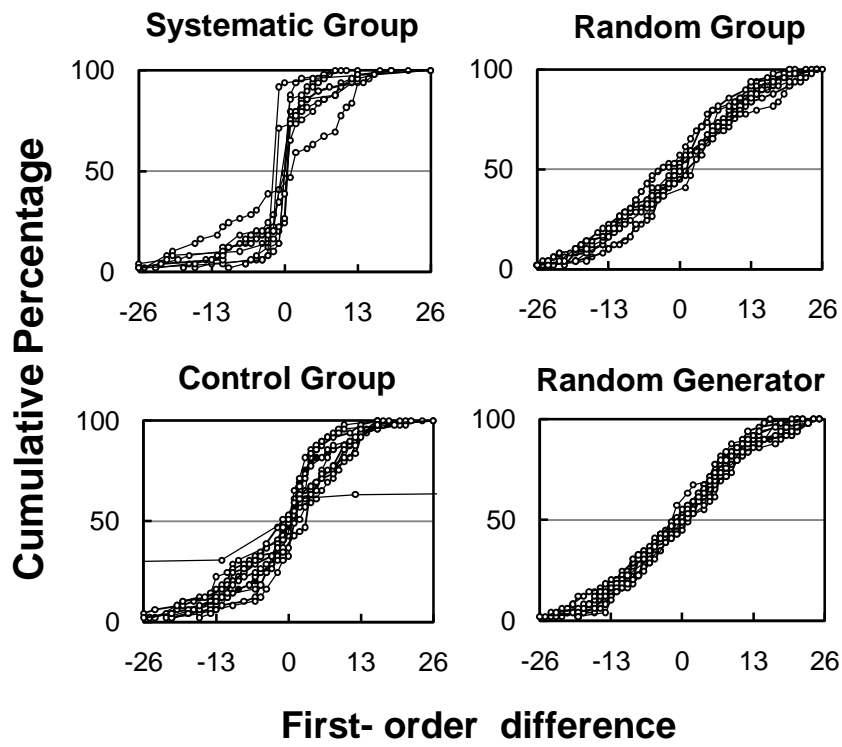 Systematic Group
Random Group
100
50
0
-26 -13 0 13 26
100
50
0
-26 -13 0 13 26
Control Group
Random Generator
100
50
0
-26 -13 0 13 26
100
50
0
-26 -13 0 13 26
Cumulative Percentage
First- order difference